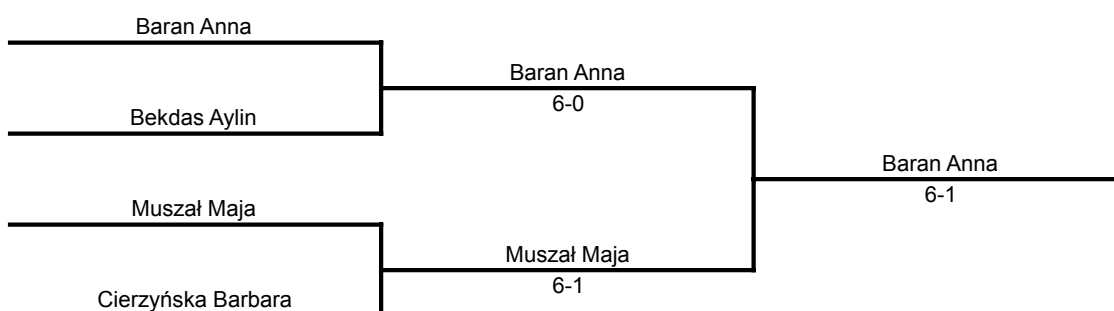 Baran Anna
Baran Anna
6-0
Bekdas Aylin
Baran Anna
6-1
Muszał Maja
Muszał Maja
6-1
Cierzyńska Barbara